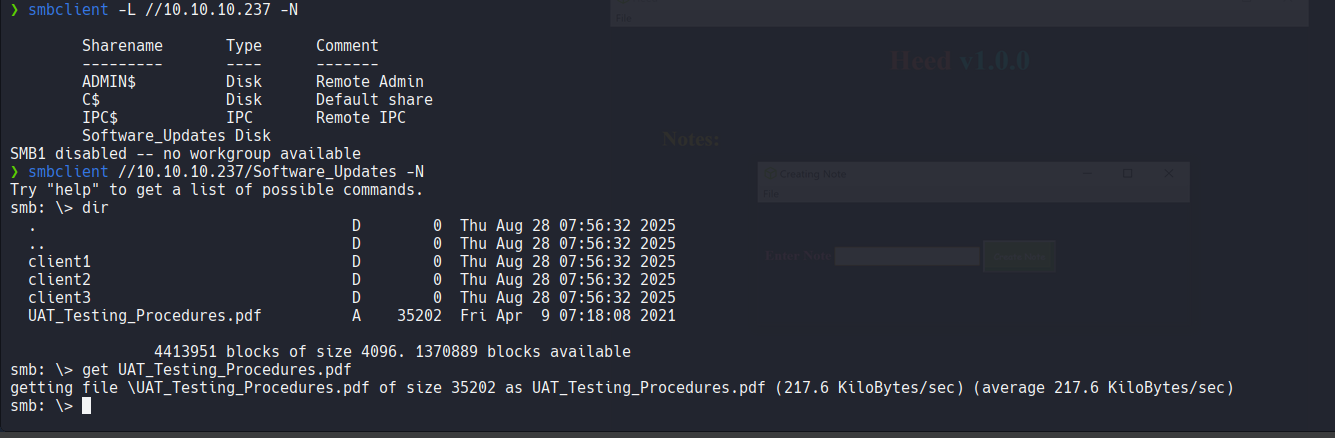 ❯ smbclient -L //10.10.10.237 -N
Sharename Type Comment
--------- ---- -------
ADMIN$ Disk Remote Admin
C$ Disk Default share
IPC$ IPC Remote IPC
Software_Updates Disk
SMB1 disabled -- no workgroup available
❯ smbclient //10.10.10.237/Software_Updates -N
Try "help" to get a list of possible commands.
smb: \> dir
. D 0 Thu Aug 28 07:56:32 2025
.. D 0 Thu Aug 28 07:56:32 2025
client1 D 0 Thu Aug 28 07:56:32 2025
client2 D 0 Thu Aug 28 07:56:32 2025
client3 D 0 Thu Aug 28 07:56:32 2025
UAT_Testing_Procedures.pdf A 35202 Fri Apr 9 07:18:08 2021
4413951 blocks of size 4096. 1370889 blocks available
smb: \> get UAT_Testing_Procedures.pdf
getting file \UAT_Testing_Procedures.pdf of size 35202 as UAT_Testing_Procedures.pdf (217.6 KiloBytes/sec) (average 217.6 KiloBytes/sec)
smb: \>
File
Heed v1.0.0
Notes:
Creating Note
File
Enter Note